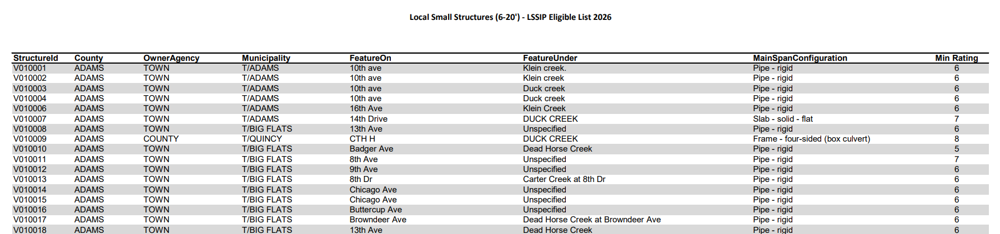 Local Small Structures (6-20') - LSSIP Eligible List 2026
StructureId County OwnerAgency Municipality FeatureOn FeatureUnder MainSpanConfiguration Min Rating
V010001 ADAMS TOWN T/ADAMS 10th ave Klein creek. Pipe - rigid 6
V010002 ADAMS TOWN T/ADAMS 10th ave Klein creek Pipe - rigid 6
V010003 ADAMS TOWN T/ADAMS 10th ave Duck creek Pipe - rigid 6
V010004 ADAMS TOWN T/ADAMS 10th ave Duck creek Pipe - rigid 6
V010006 ADAMS TOWN T/ADAMS 16th Ave Klein Creek Pipe - rigid 6
V010007 ADAMS TOWN T/ADAMS 14th Drive DUCK CREEK Slab - solid - flat 7
V010008 ADAMS TOWN T/BIG FLATS 13th Ave Unspecified Pipe - rigid 6
V010009 ADAMS COUNTY T/QUINCY CTH H DUCK CREEK Frame - four-sided (box culvert) 8
V010010 ADAMS TOWN T/BIG FLATS Badger Ave Dead Horse Creek Pipe - rigid 5
V010011 ADAMS TOWN T/BIG FLATS 8th Ave Unspecified Pipe - rigid 7
V010012 ADAMS TOWN T/BIG FLATS 9th Ave Unspecified Pipe - rigid 6
V010013 ADAMS TOWN T/BIG FLATS 8th Dr Carter Creek at 8th Dr Pipe - rigid 6
V010014 ADAMS TOWN T/BIG FLATS Chicago Ave Unspecified Pipe - rigid 6
V010015 ADAMS TOWN T/BIG FLATS Chicago Ave Unspecified Pipe - rigid 6
V010016 ADAMS TOWN T/BIG FLATS Buttercup Ave Unspecified Pipe - rigid 6
V010017 ADAMS TOWN T/BIG FLATS Browndeer Ave Dead Horse Creek at Browndeer Ave Pipe - rigid 6
V010018 ADAMS TOWN T/BIG FLATS 13th Ave Dead Horse Creek Pipe - rigid 6